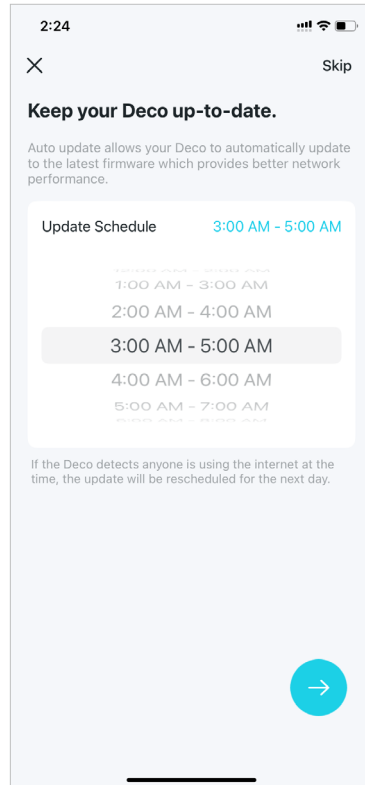 2:24
Skip
Keep your Deco up-to-date.
Auto update allows your Deco to automatically update
to the latest firmware which provides better network
performance.
Update Schedule 3:00 AM - 5:00 AM
1:00 AM - 3:00 AM
2:00 AM - 4:00 AM
3:00 AM - 5:00 AM
4:00 AM - 6:00 AM
5:00 AM - 7:00 AM
If the Deco detects anyone is using the internet at the
time, the update will be rescheduled for the next day.